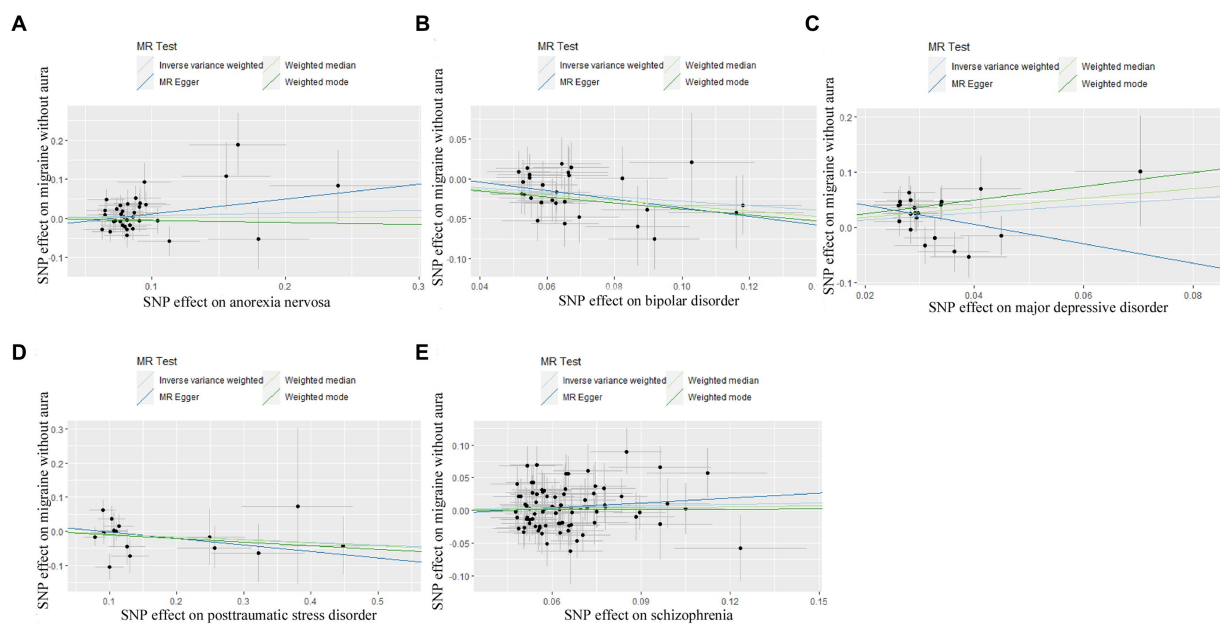 A
MR Test
Inverse variance weighted
Weighted median
MR Egger
Weighted mode
SNP effect on migraine without aura
0.2
0.1
0.0
-0.1
0.1
0.2
0.3
SNP effect on anorexia nervosa
B
MR Test
Inverse variance weighted
Weighted median
MR Egger
Weighted mode
SNP effect on migraine without aura
0.05
0.00
-0.05
-0.10
0.04
0.06
0.08
0.10
0.12
SNP effect on bipolar disorder
C
MR Test
Inverse variance weighted
Weighted median
MR Egger
Weighted mode
SNP effect on migraine without aura
0.2
0.1
0.0
-0.1
0.02
0.04
0.06
0.08
SNP effect on major depressive disorder
D
MR Test
Inverse variance weighted
Weighted median
MR Egger
Weighted mode
SNP effect on migraine without aura
0.3
0.2
0.1
0.0
-0.1
0.1
0.2
0.3
0.4
0.5
SNP effect on posttraumatic stress disorder
E
MR Test
Inverse variance weighted
Weighted median
MR Egger
Weighted mode
SNP effect on migraine without aura
0.10
0.05
0.00
-0.05
-0.10
0.06
0.09
0.12
0.15
SNP effect on schizophrenia